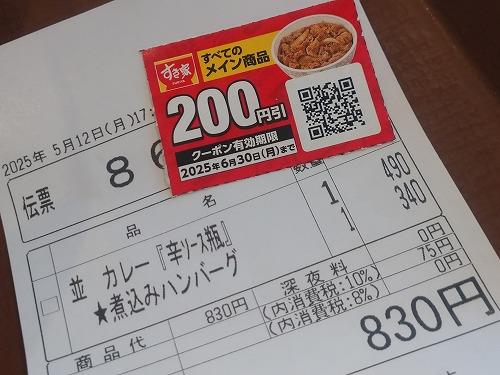 すき家
すべての
メイン商品
200円引
クーポン有効期限
2025年6月30日(月)まで
2025年 5月12日(月)17:
伝票 86
品 名 数量
並 カレー『辛ソース瓶』 1 490
★煮込みハンバーグ 1 340
商品代 830円 深夜料 0円
(内消費税:10%) 75円
(内消費税:8%) 0円
830円